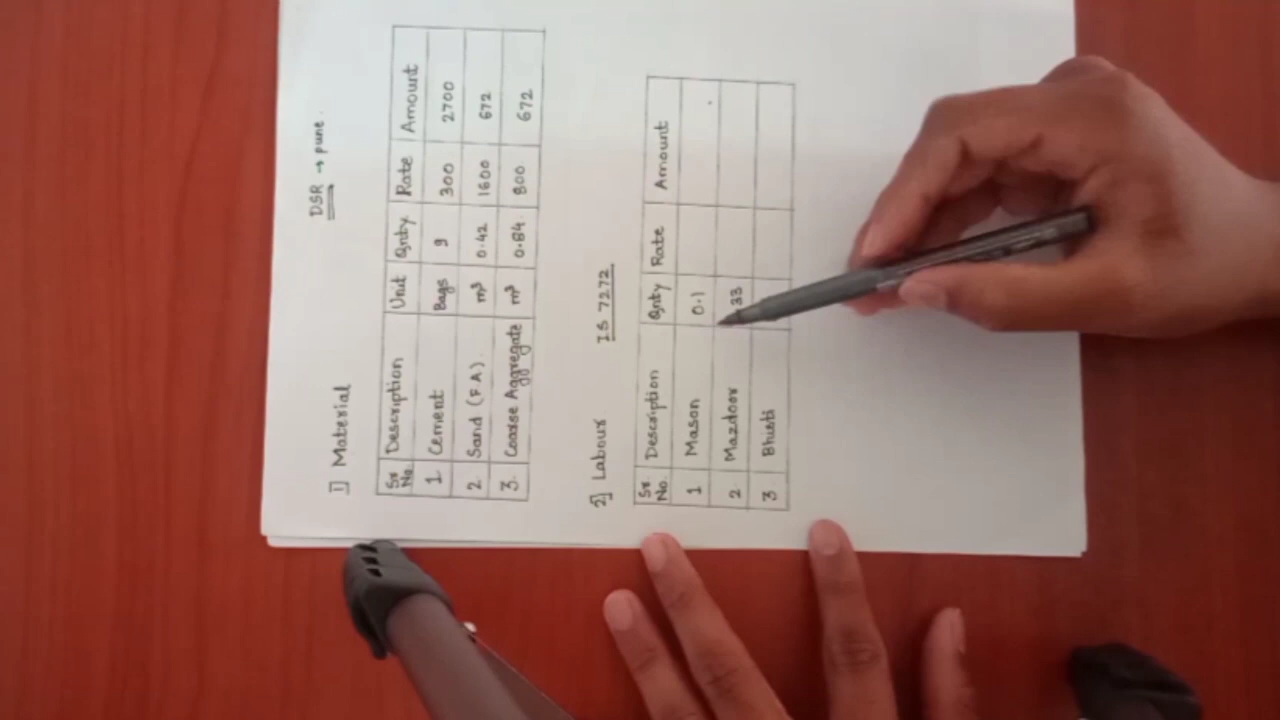 DSR → pune
1] Material
Sr No. Description Unit Qnty. Rate Amount
1. Cement Bags 9 300 2700
2. Sand (FA). m³ 0.42 1600 672
3. Coarse Aggregate m³ 0.84 800 672
2] Labour IS 7272
Sr No. Description Qnty Rate Amount
1 Mason 0.1
2. Mazdoor 33
3 Bhisti